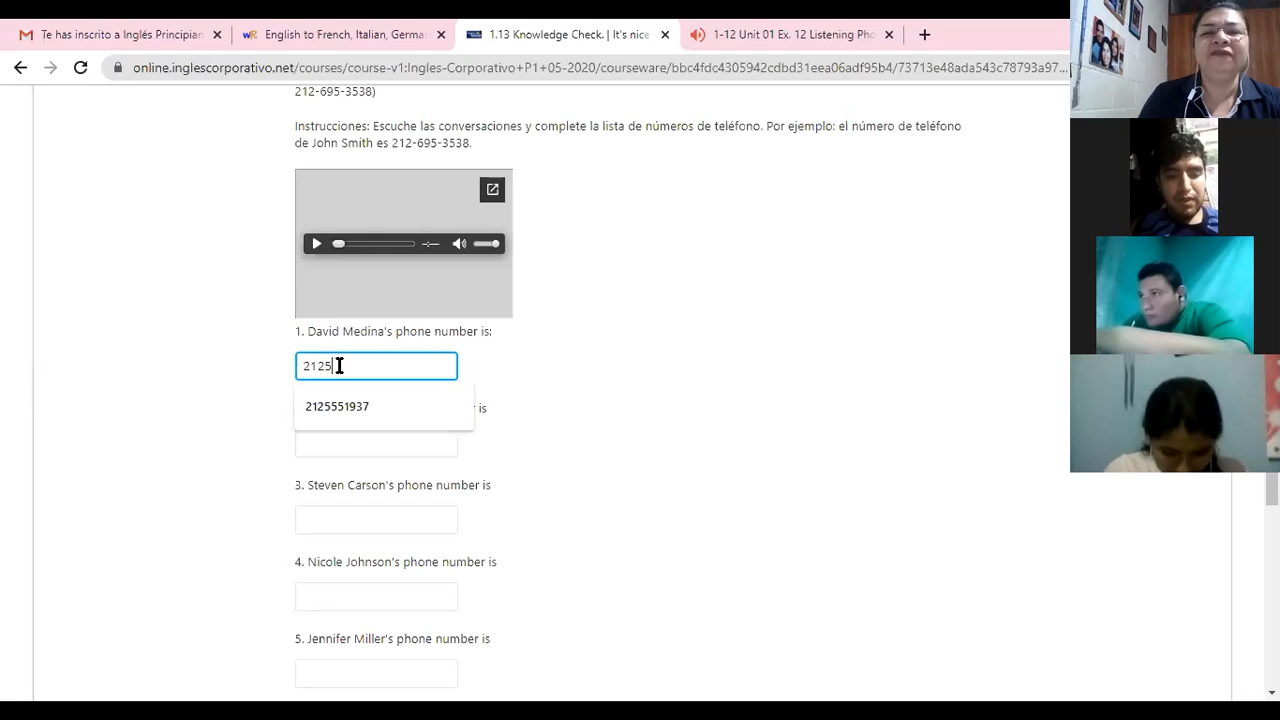 Te has inscrito a Inglés Principian
English to French, Italian, Germa
1.13 Knowledge Check. | It's nice
1-12 Unit 01 Ex. 12 Listening Pho
online.inglescorporativo.net/courses/course-v1:Ingles-Corporativo+P1+05-2020/courseware/bbc4fdc4305942cdbd31eea06adf95b4/73713e48ada543c78793a97...
212-695-3538)
Instrucciones: Escuche las conversaciones y complete la lista de números de teléfono. Por ejemplo: el número de teléfono
de John Smith es 212-695-3538.
1. David Medina's phone number is:
2125
2125551937
is
3. Steven Carson's phone number is
4. Nicole Johnson's phone number is
5. Jennifer Miller's phone number is